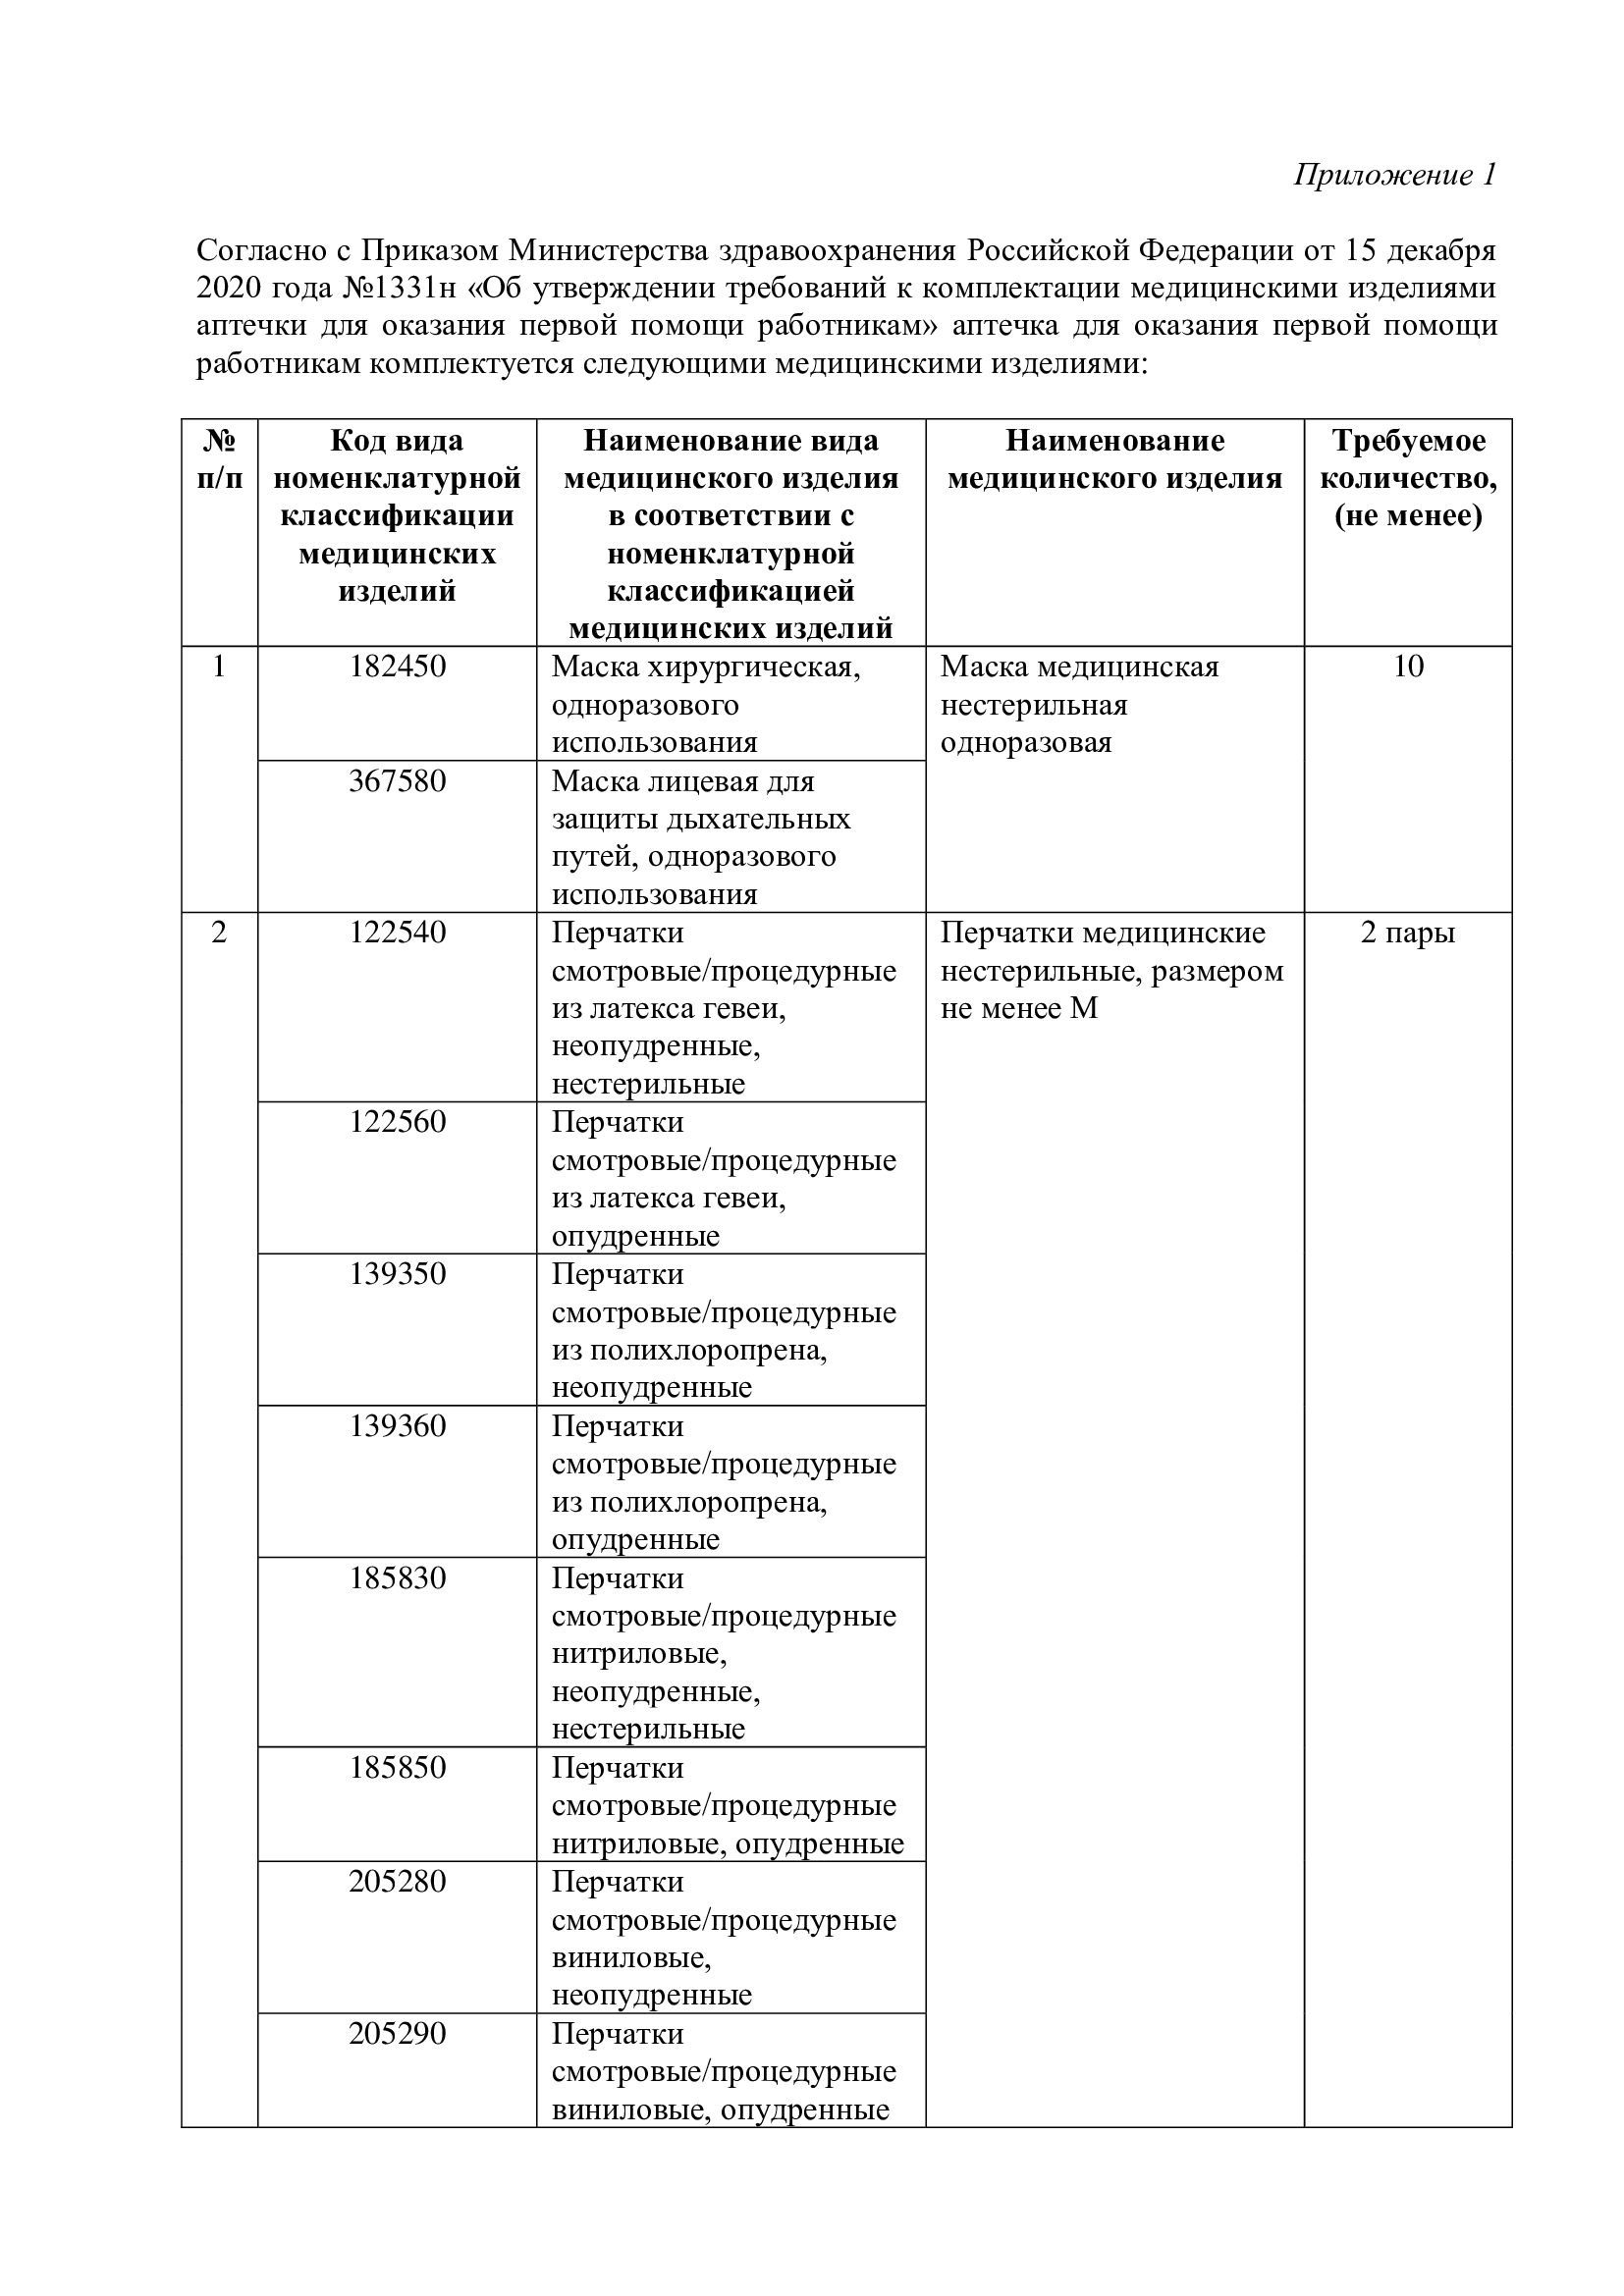 Приложение 1
Согласно с Приказом Министерства здравоохранения Российской Федерации от 15 декабря
2020 года №1331н «Об утверждении требований к комплектации медицинскими изделиями
аптечки для оказания первой помощи работникам» аптечка для оказания первой помощи
работникам комплектуется следующими медицинскими изделиями:
№
п/п
Код вида
номенклатурной
классификации
медицинских
изделий
Наименование вида
медицинского изделия
в соответствии с
номенклатурной
классификацией
медицинских изделий
Наименование
медицинского изделия
Требуемое
количество,
(не менее)
1
182450
Маска хирургическая,
одноразового
использования
Маска медицинская
нестерильная
одноразовая
10
367580
Маска лицевая для
защиты дыхательных
путей, одноразового
использования
2
122540
Перчатки
смотровые/процедурные
из латекса гевеи,
неопудренные,
нестерильные
Перчатки медицинские
нестерильные, размером
не менее М
2 пары
122560
Перчатки
смотровые/процедурные
из латекса гевеи,
опудренные
139350
Перчатки
смотровые/процедурные
из полихлоропрена,
неопудренные
139360
Перчатки
смотровые/процедурные
из полихлоропрена,
опудренные
185830
Перчатки
смотровые/процедурные
нитриловые,
неопудренные,
нестерильные
185850
Перчатки
смотровые/процедурные
нитриловые, опудренные
205280
Перчатки
смотровые/процедурные
виниловые,
неопудренные
205290
Перчатки
смотровые/процедурные
виниловые, опудренные